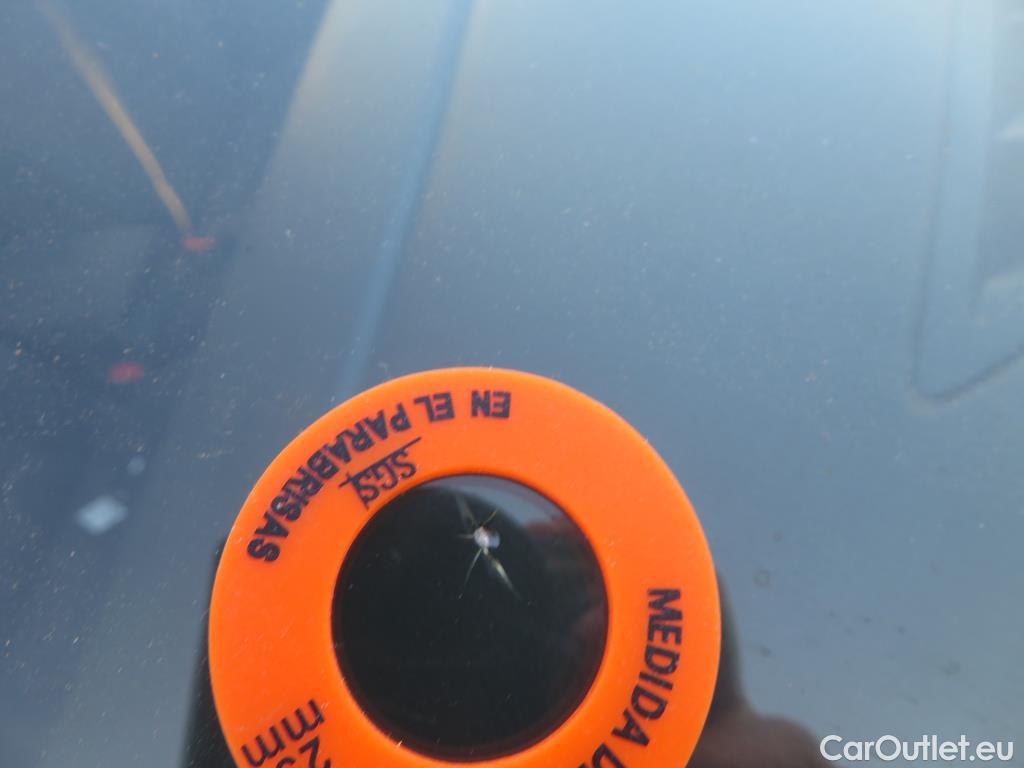 MEDIDA
EN EL PARABRISAS
SGS
mm
CarOutlet.eu